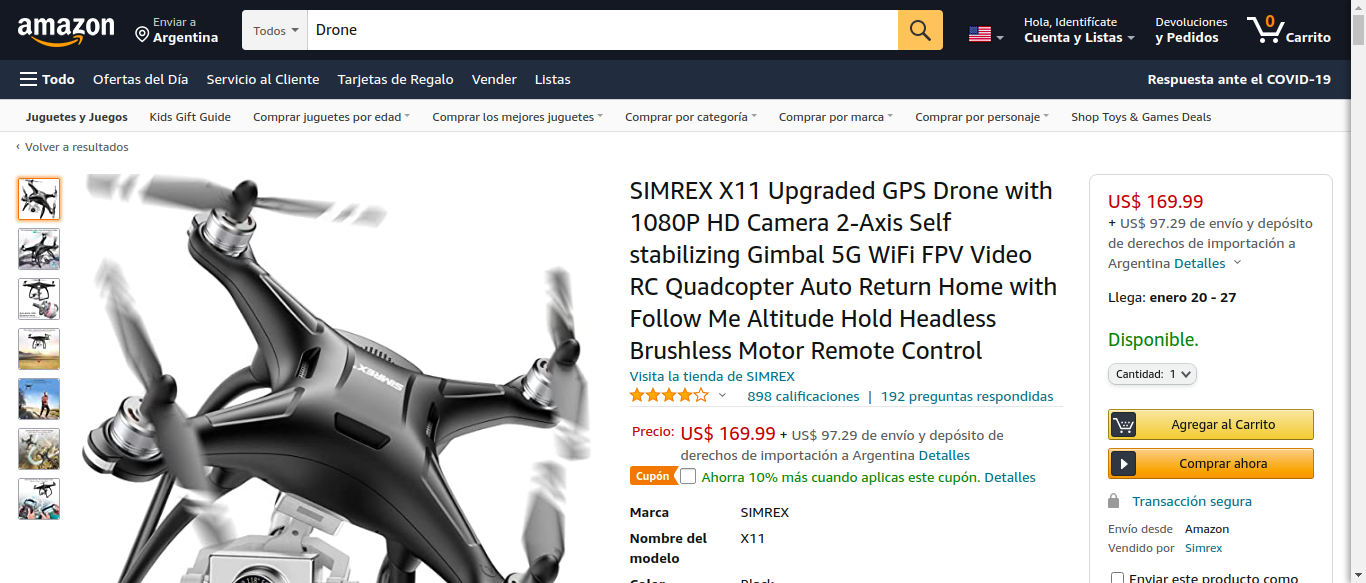 amazon
Enviar a
Argentina
Todos
Drone
Hola, Identifícate
Cuenta y Listas
Devoluciones
y Pedidos
0
Carrito
Todo
Ofertas del Día
Servicio al Cliente
Tarjetas de Regalo
Vender
Listas
Respuesta ante el COVID-19
Juguetes y Juegos
Kids Gift Guide
Comprar juguetes por edad
Comprar los mejores juguetes
Comprar por categoría
Comprar por marca
Comprar por personaje
Shop Toys & Games Deals
‹ Volver a resultados
SIMREX
SIMREX X11 Upgraded GPS Drone with
1080P HD Camera 2-Axis Self
stabilizing Gimbal 5G WiFi FPV Video
RC Quadcopter Auto Return Home with
Follow Me Altitude Hold Headless
Brushless Motor Remote Control
Visita la tienda de SIMREX
898 calificaciones | 192 preguntas respondidas
Precio: US$ 169.99 + US$ 97.29 de envío y depósito de
derechos de importación a Argentina Detalles
Cupón Ahorra 10% más cuando aplicas este cupón. Detalles
Marca SIMREX
Nombre del modelo X11
Color Black
US$ 169.99
+ US$ 97.29 de envío y depósito
de derechos de importación a
Argentina Detalles
Llega: enero 20 - 27
Disponible.
Cantidad: 1
Agregar al Carrito
Comprar ahora
Transacción segura
Envío desde Amazon
Vendido por Simrex
Enviar este producto como